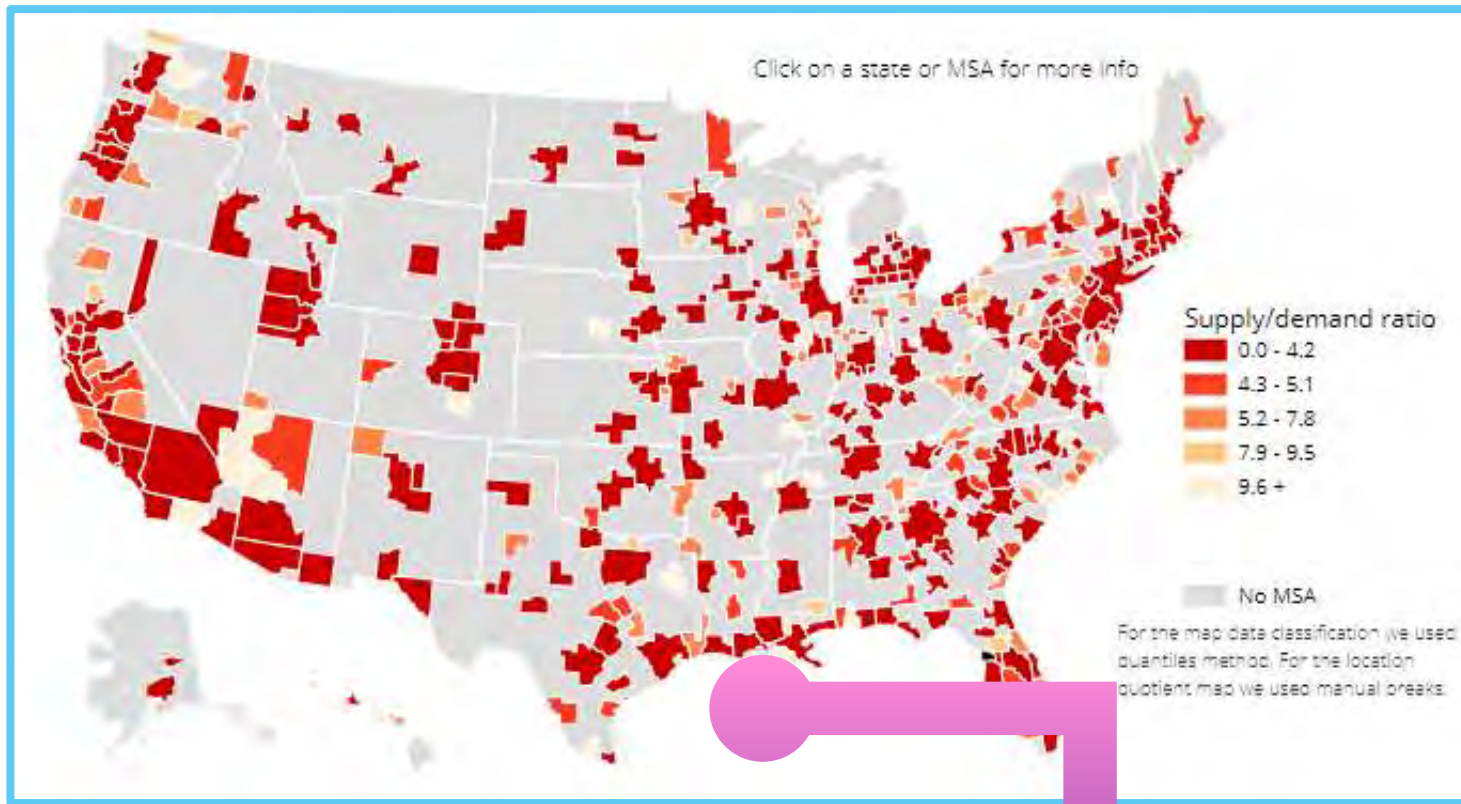 Click on a state or MSA for more info
Supply/demand ratio
0.0 - 4.2
4.3 - 5.1
5.2 - 7.8
7.9 - 9.5
9.6 +
No MSA
For the map data classification we used
quantiles method. For the location
quotient map we used manual breaks.